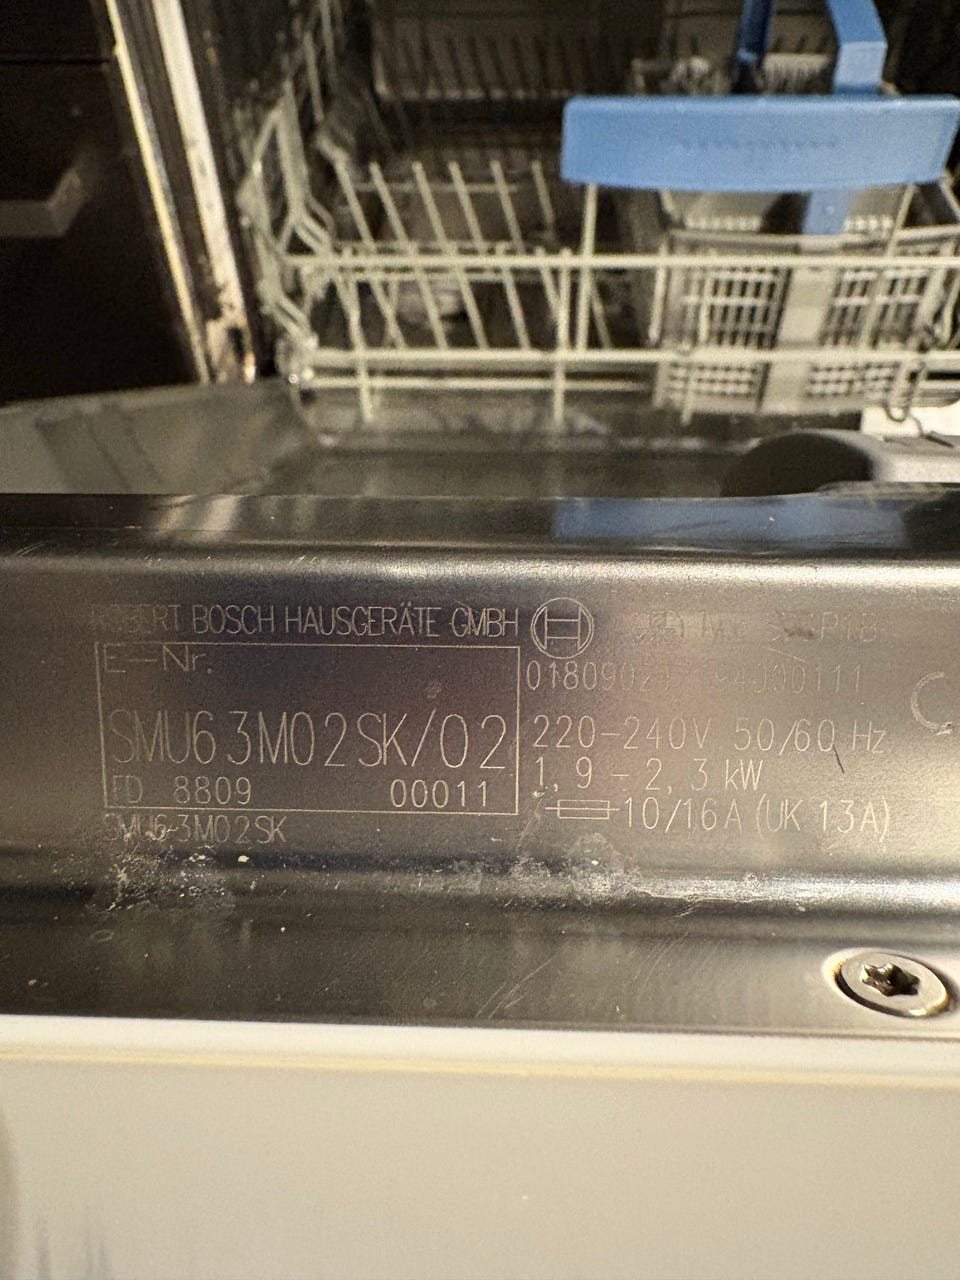 ROBERT BOSCH HAUSGERÄTE GMBH
E-Nr.
SMU63M02SK/02
FD 8809 00011
SMU63M02SK
94000111
220-240V 50/60 Hz
1,9 - 2,3 kW
10/16A (UK 13A)